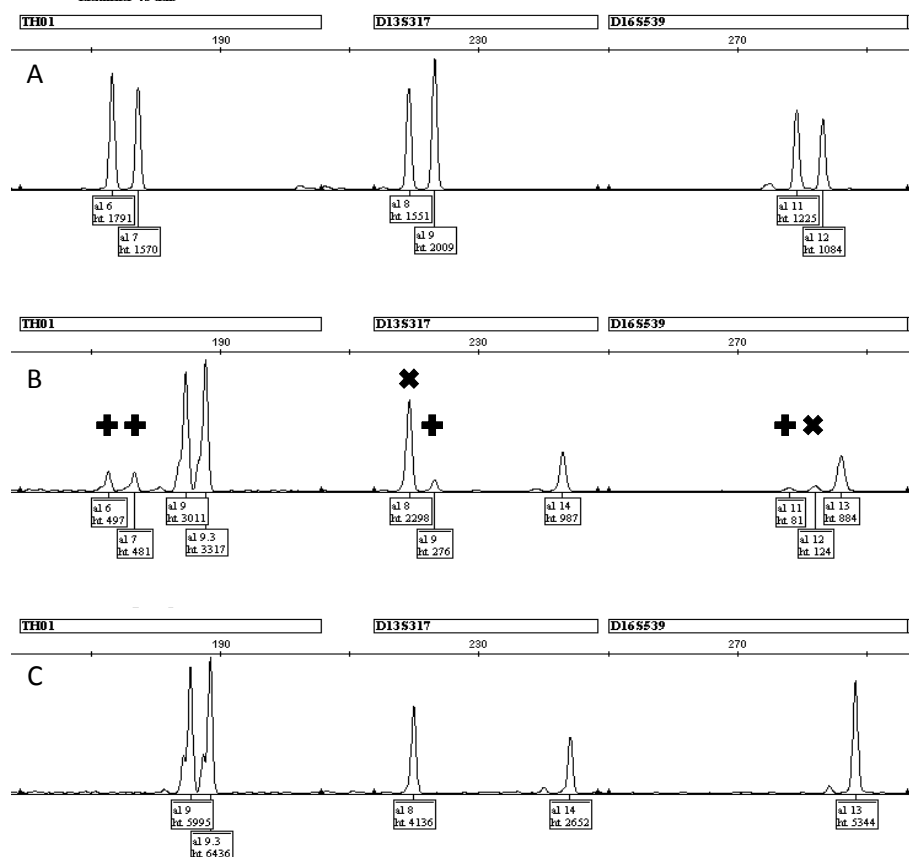 TH01 D13S317 D16S539
190 230 270
A
al 6
ht 1791
al 7
ht 1570
al 8
ht 1551
al 9
ht 2009
al 11
ht 1225
al 12
ht 1084
TH01 D13S317 D16S539
190 230 270
B
al 6
ht 497
al 7
ht 481
al 9
ht 3011
al 9.3
ht 3317
al 8
ht 2298
al 9
ht 276
al 14
ht 987
al 11
ht 81
al 12
ht 124
al 13
ht 884
TH01 D13S317 D16S539
190 230 270
C
al 9
ht 5995
al 9.3
ht 6436
al 8
ht 4136
al 14
ht 2652
al 13
ht 5344